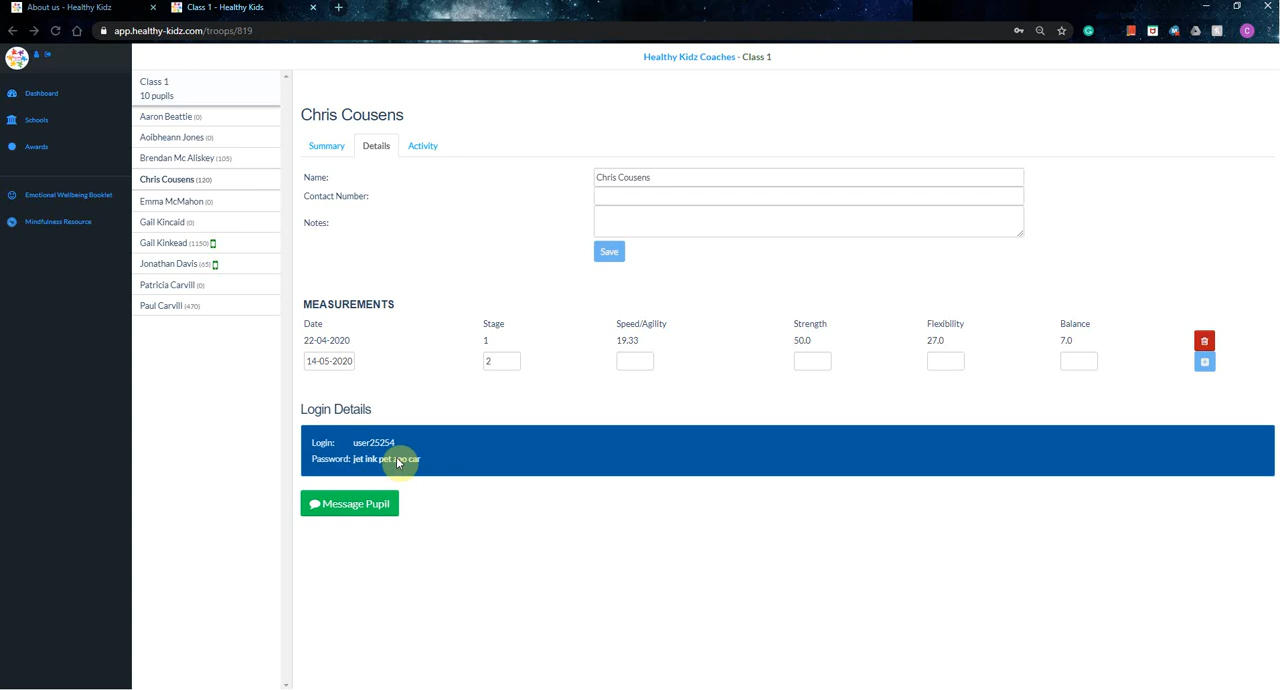 About us - Healthy Kidz
Class 1 - Healthy Kidz
app.healthy-kidz.com/troops/819
C
Healthy Kidz Coaches - Class 1
Dashboard
Schools
Awards
Emotional Wellbeing Booklet
Mindfulness Resource
Class 1
10 pupils
Aaron Beattie (0)
Aoibheann Jones (0)
Brendan Mc Aliskey (105)
Chris Cousens (120)
Emma McMahon (0)
Gail Kincaid (0)
Gail Kinkead (1150)
Jonathan Davis (65)
Patricia Carvill (0)
Paul Carvill (470)
Chris Cousens
Summary Details Activity
Name: Chris Cousens
Contact Number:
Notes:
Save
MEASUREMENTS
Date Stage Speed/Agility Strength Flexibility Balance
22-04-2020 1 19.33 50.0 27.0 7.0
14-05-2020 2
Login Details
Login: user25254
Password: jet ink pet car
Message Pupil